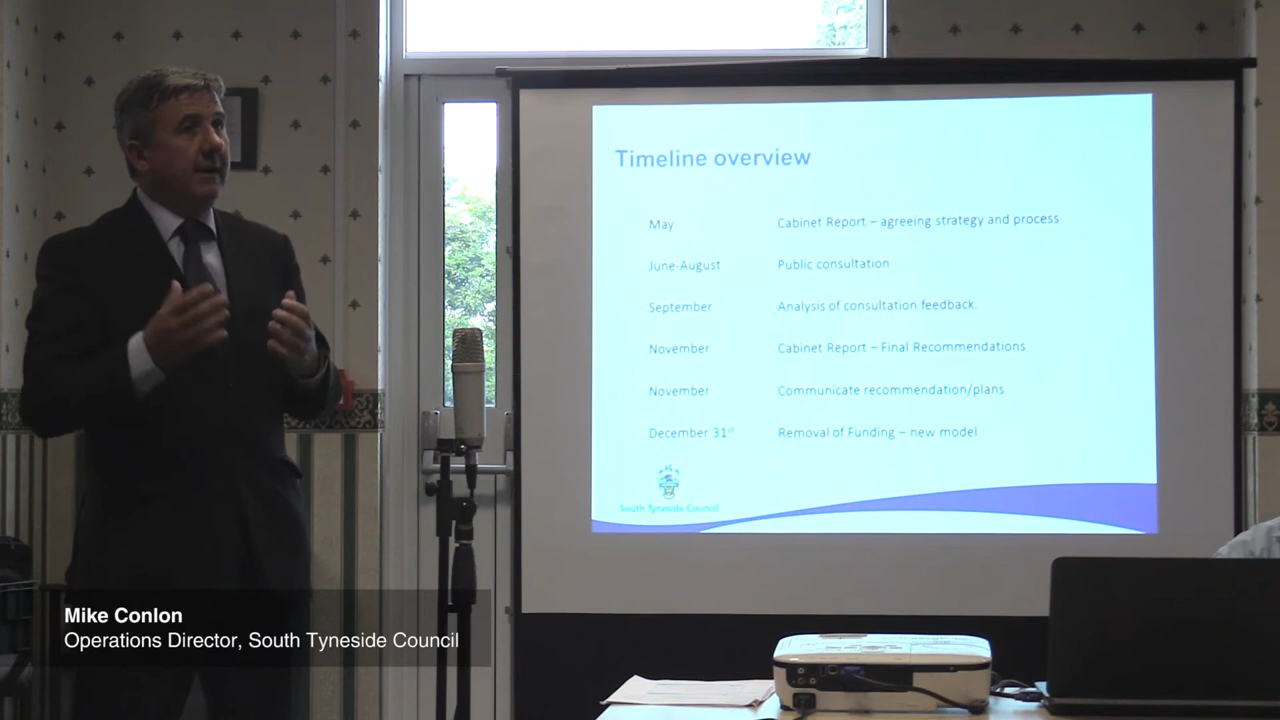 Timeline overview
May Cabinet Report – agreeing strategy and process
June-August Public consultation
September Analysis of consultation feedback.
November Cabinet Report – Final Recommendations
November Communicate recommendation/plans
December 31st Removal of Funding – new model
South Tyneside Council
Mike Conlon
Operations Director, South Tyneside Council